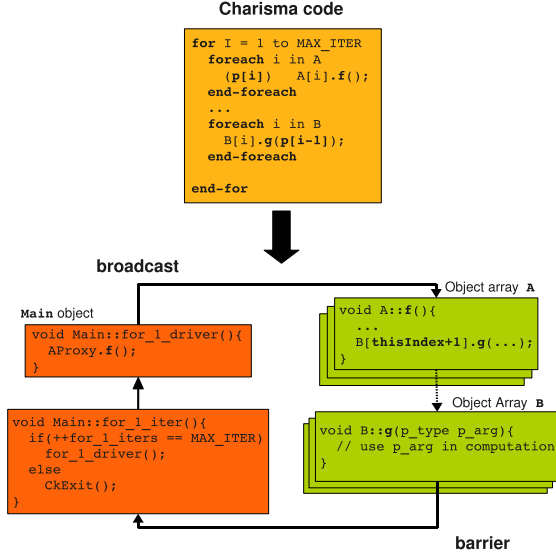 Charisma code
for I = 1 to MAX_ITER
foreach i in A
(p[i]) A[i].f();
end-foreach
...
foreach i in B
B[i].g(p[i-1]);
end-foreach
end-for
broadcast
Main object
void Main::for_1_driver(){
AProxy.f();
}
void Main::for_1_iter(){
if(++for_1_iters == MAX_ITER)
for_1_driver();
else
CkExit();
}
Object array A
void A::f(){
...
B[thisIndex+1].g(...);
}
Object Array B
void B::g(p_type p_arg){
// use p_arg in computation
}
barrier